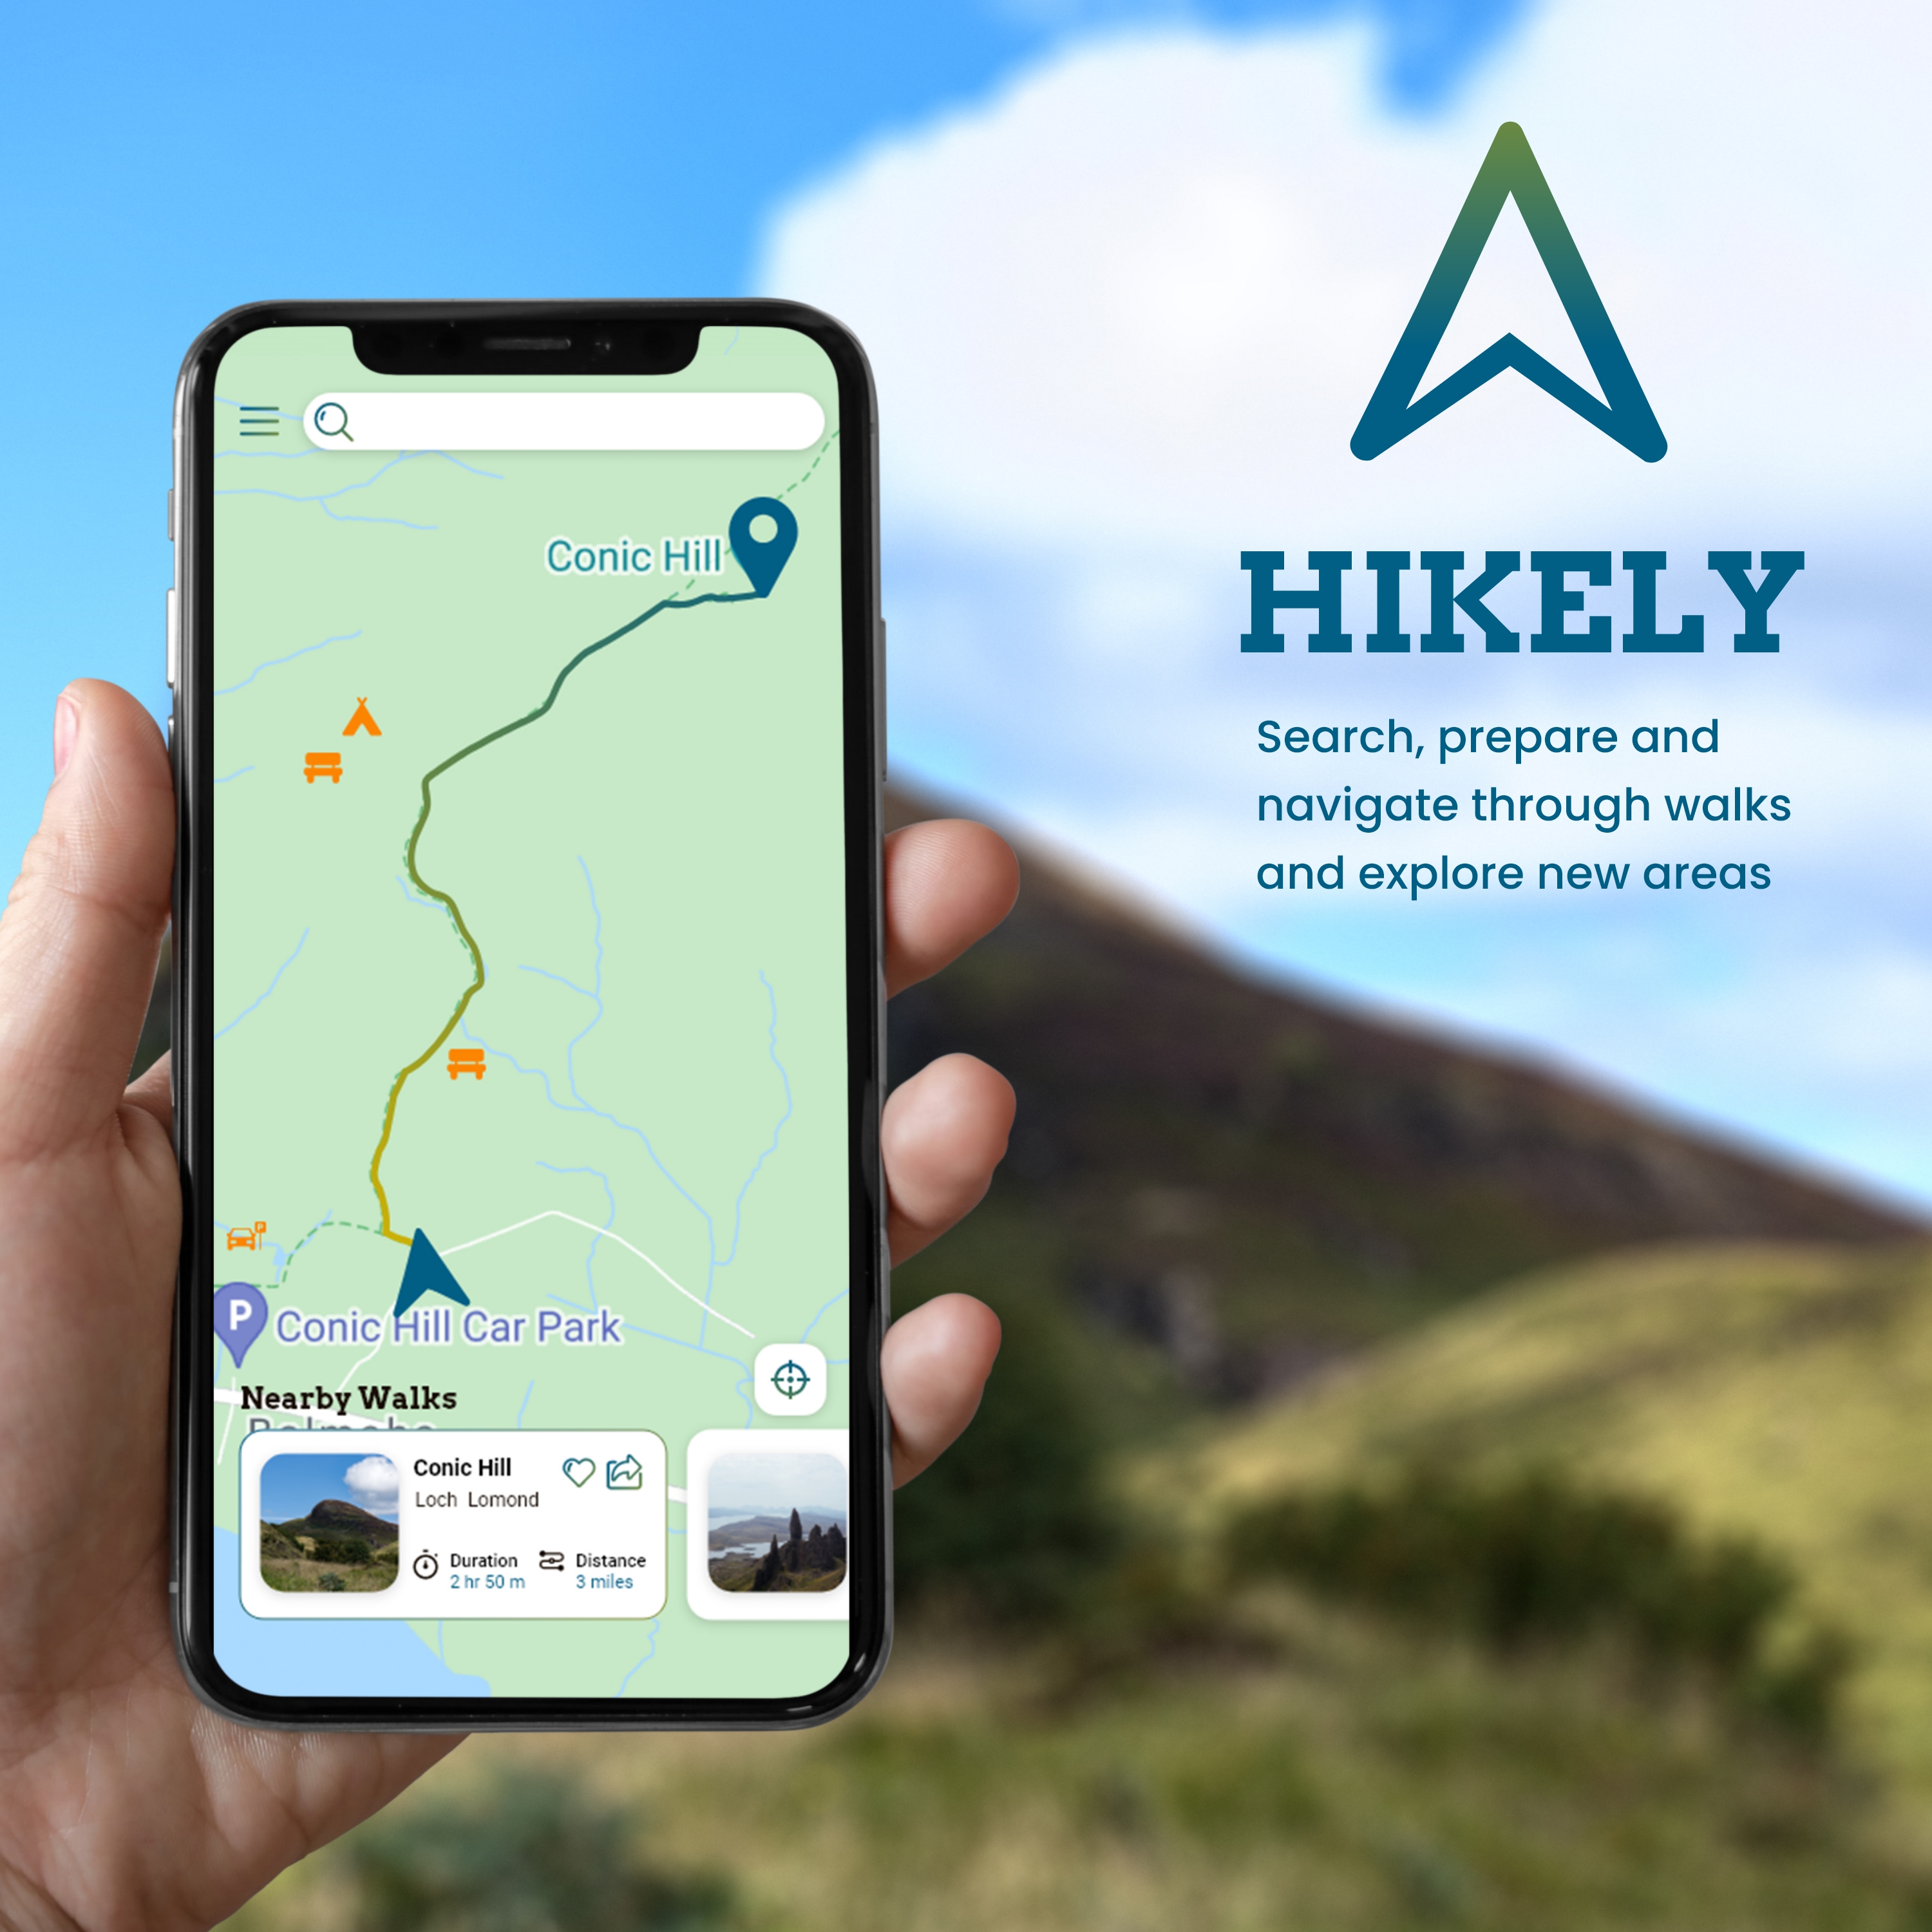 HIKELY
Search, prepare and
navigate through walks
and explore new areas
Conic Hill
P
Conic Hill Car Park
Nearby Walks
Conic Hill
Loch Lomond
Duration
2 hr 50 m
Distance
3 miles